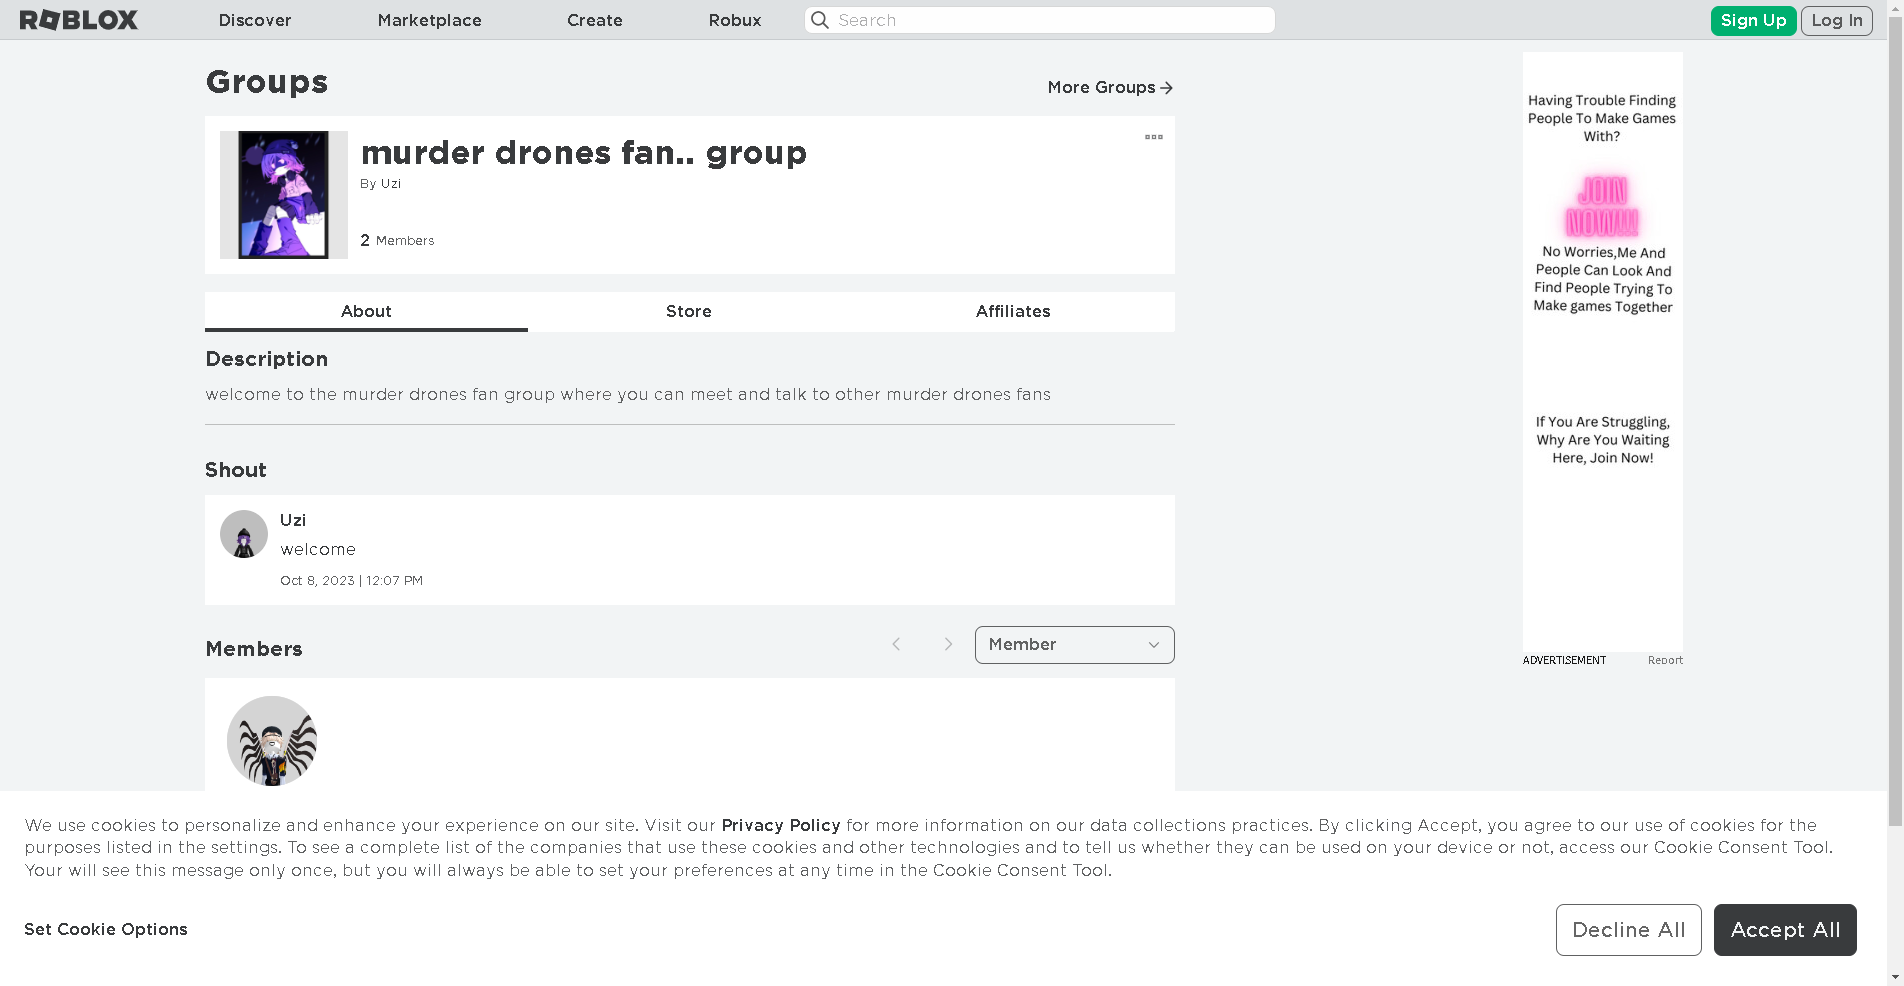 ROBLOX
Discover
Marketplace
Create
Robux
Search
Sign Up
Log In
Groups
More Groups
murder drones fan.. group
By Uzi
2 Members
About
Store
Affiliates
Description
welcome to the murder drones fan group where you can meet and talk to other murder drones fans
Shout
Uzi
welcome
Oct 8, 2023 | 12:07 PM
Members
Member
Having Trouble Finding
People To Make Games
With?
JOIN
NOW!!!
No Worries,Me And
People Can Look And
Find People Trying To
Make games Together
If You Are Struggling,
Why Are You Waiting
Here, Join Now!
ADVERTISEMENT
Report
We use cookies to personalize and enhance your experience on our site. Visit our Privacy Policy for more information on our data collections practices. By clicking Accept, you agree to our use of cookies for the
purposes listed in the settings. To see a complete list of the companies that use these cookies and other technologies and to tell us whether they can be used on your device or not, access our Cookie Consent Tool.
Your will see this message only once, but you will always be able to set your preferences at any time in the Cookie Consent Tool.
Set Cookie Options
Decline All
Accept All